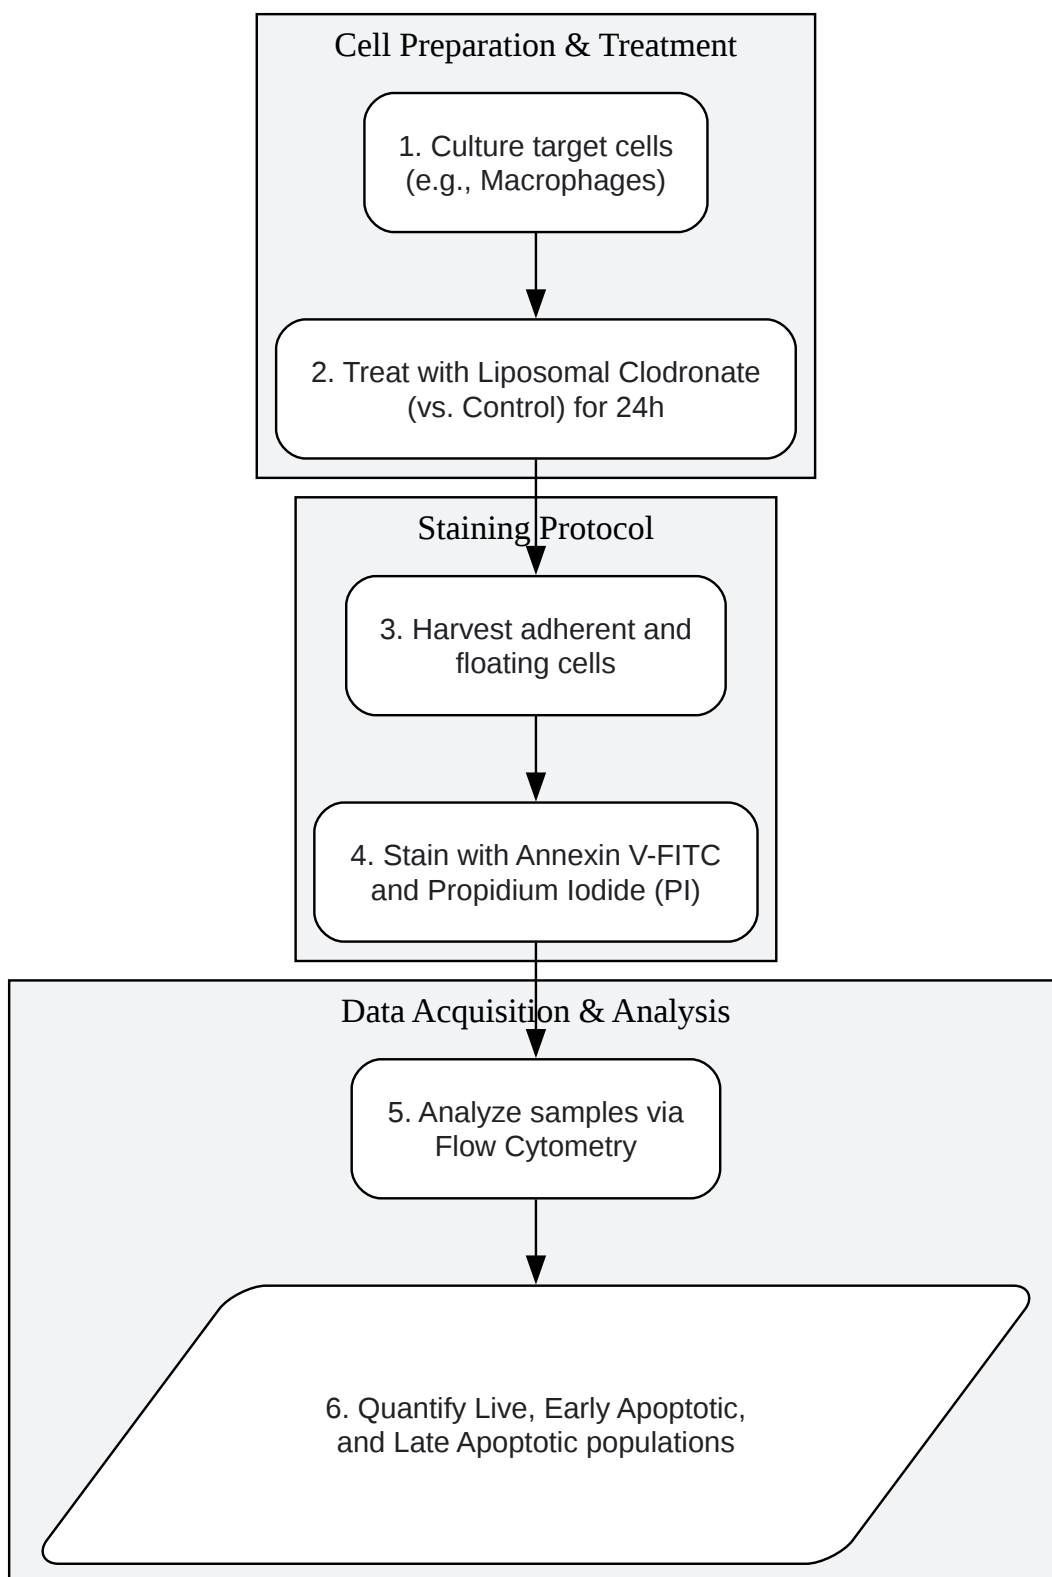 Cell Preparation & Treatment
1. Culture target cells
(e.g., Macrophages)
2. Treat with Liposomal Clodronate
(vs. Control) for 24h
Staining Protocol
3. Harvest adherent and
floating cells
4. Stain with Annexin V-FITC
and Propidium Iodide (PI)
Data Acquisition & Analysis
5. Analyze samples via
Flow Cytometry
6. Quantify Live, Early Apoptotic,
and Late Apoptotic populations